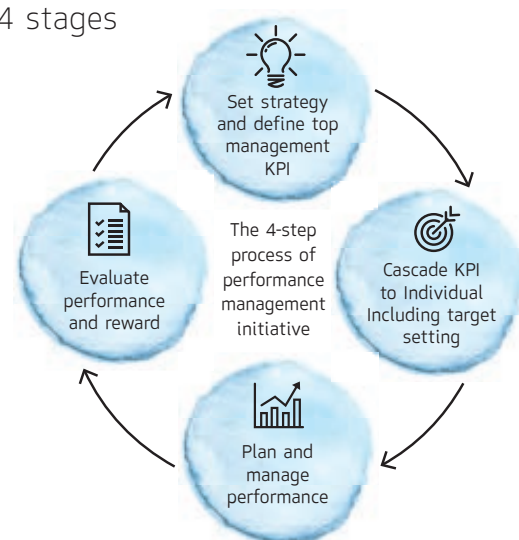 4 stages
Set strategy
and define top
management
KPI
The 4-step
process of
performance
management
initiative
Cascade KPI
to Individual
Including target
setting
Plan and
manage
performance
Evaluate
performance
and reward